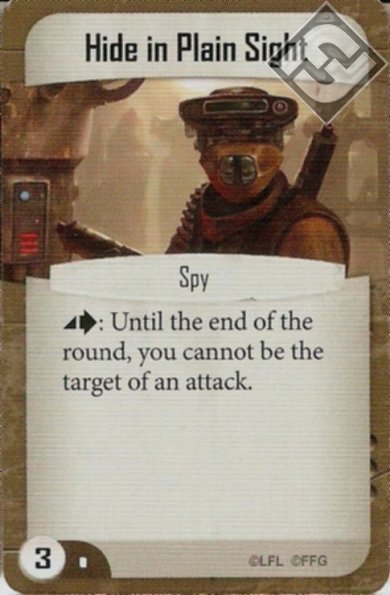 Hide in Plain Sight
Spy
: Until the end of the
round, you cannot be the
target of an attack.
3
©LFL ©FFG